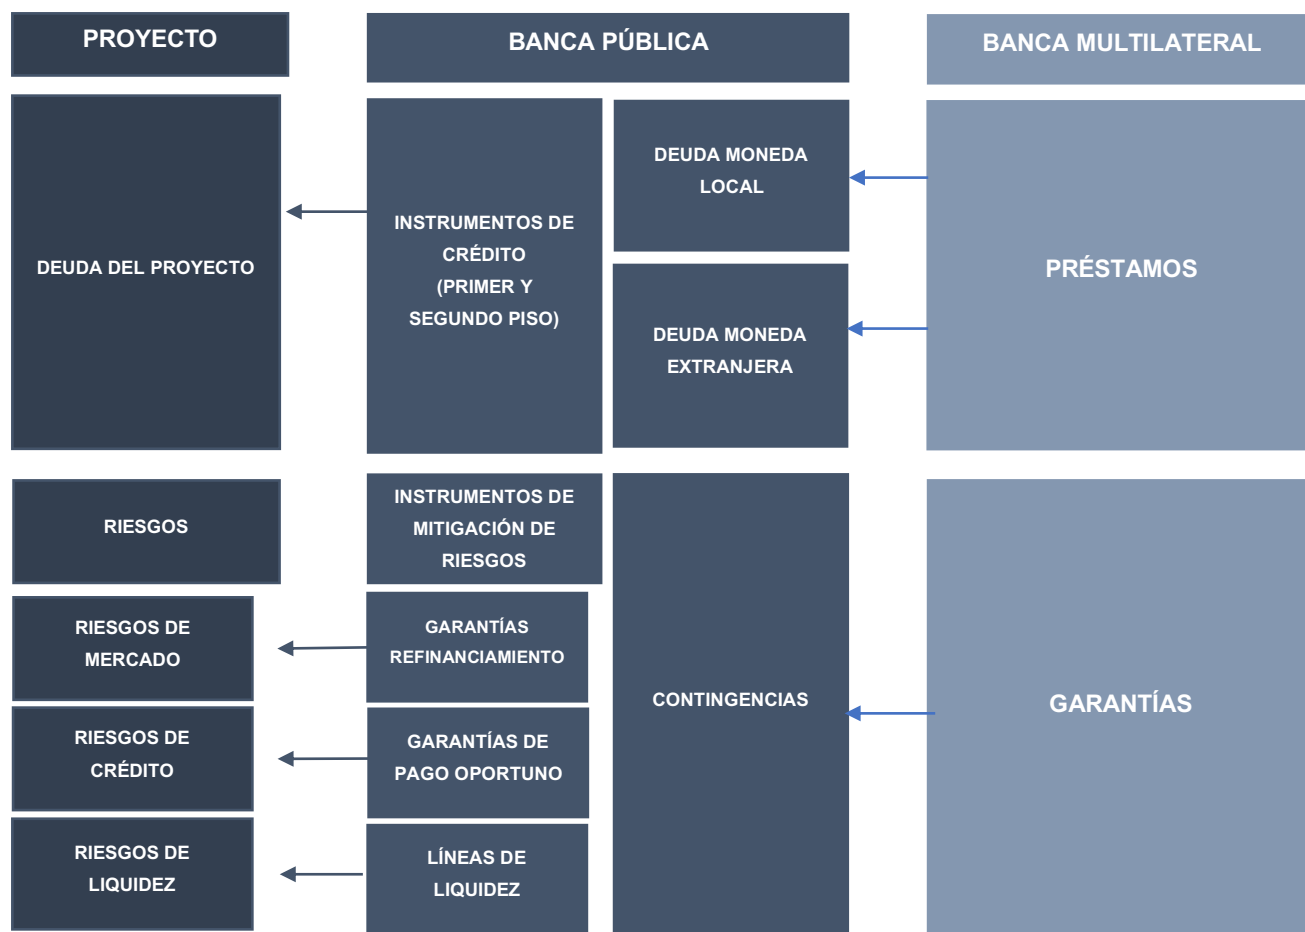 PROYECTO
BANCA PÚBLICA
BANCA MULTILATERAL
DEUDA DEL PROYECTO
INSTRUMENTOS DE
CRÉDITO
(PRIMER Y
SEGUNDO PISO)
DEUDA MONEDA
LOCAL
DEUDA MONEDA
EXTRANJERA
PRÉSTAMOS
RIESGOS
INSTRUMENTOS DE
MITIGACIÓN DE
RIESGOS
RIESGOS DE
MERCADO
GARANTÍAS
REFINANCIAMIENTO
RIESGOS DE
CRÉDITO
GARANTÍAS DE
PAGO OPORTUNO
RIESGOS DE
LIQUIDEZ
LÍNEAS DE
LIQUIDEZ
CONTINGENCIAS
GARANTÍAS